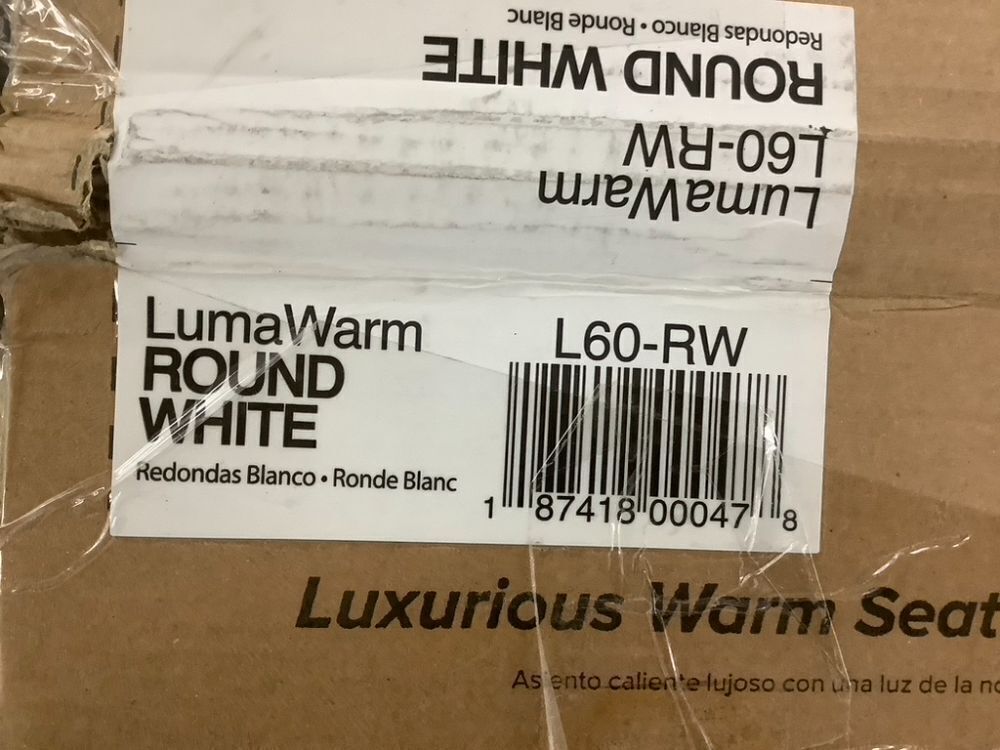 Redondas Blanco • Ronde Blanc
ROUND WHITE
L60-RW
LumaWarm
LumaWarm
ROUND
WHITE
Redondas Blanco • Ronde Blanc
L60-RW
1 87418 00047 8
Luxurious Warm Seat
Asiento caliente lujoso con una luz de la